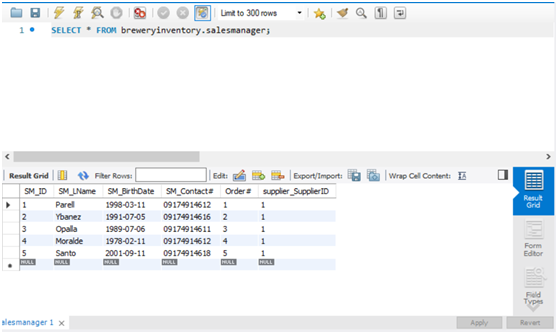 Limit to 300 rows
1 SELECT * FROM breweryinventory.salesmanager;
Result Grid Filter Rows: Edit: Export/Import: Wrap Cell Content:
SM_ID SM_LName SM_BirthDate SM_Contact# Order# supplier_SupplierID
1 Parell 1998-03-11 09174914612 1 1
2 Ybanez 1991-07-05 09174914616 2 1
3 Opalla 1989-07-06 09174914611 3 1
4 Moralde 1978-02-11 09174914612 4 1
5 Santo 2001-09-11 09174914618 5 1
NULL NULL NULL NULL NULL NULL
Result
Grid
Form
Editor
Field
Types
alesmanager 1
Apply Revert